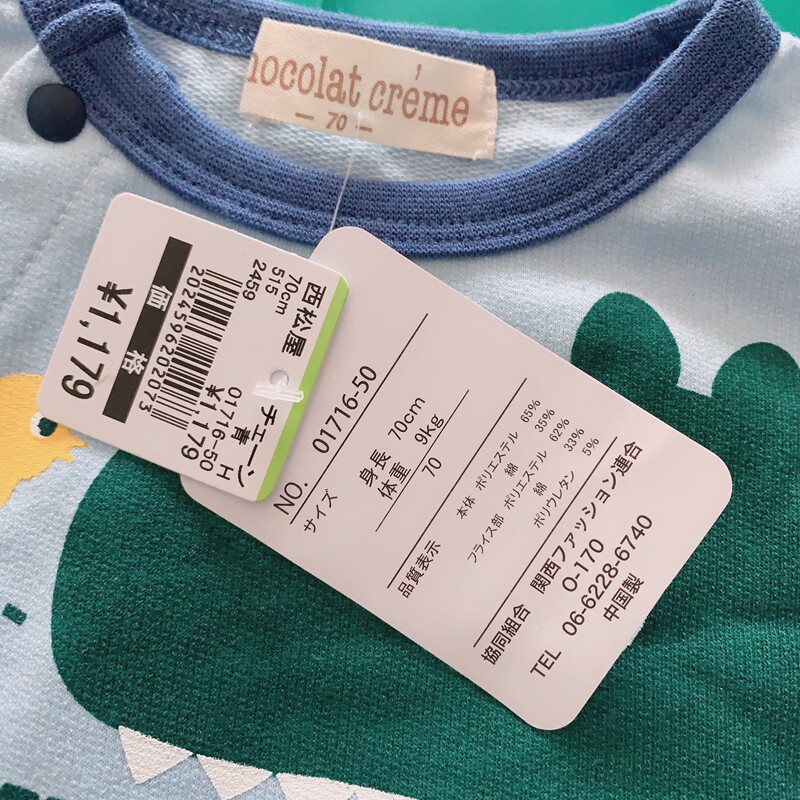 hocolat créme
— 70 —
西松屋 チェーン
70cm 青
515 01716-50
2459 H
¥1,179
2024596202073
価格
¥1,179
NO. 01716-50
サイズ
身長 70cm
体重 9kg
70
品質表示
本体 ポリエステル 65%
綿 35%
フライス部 ポリエステル 62%
綿 33%
ポリウレタン 5%
協同組合 関西ファッション連合
O-170
TEL 06-6228-6740
中国製